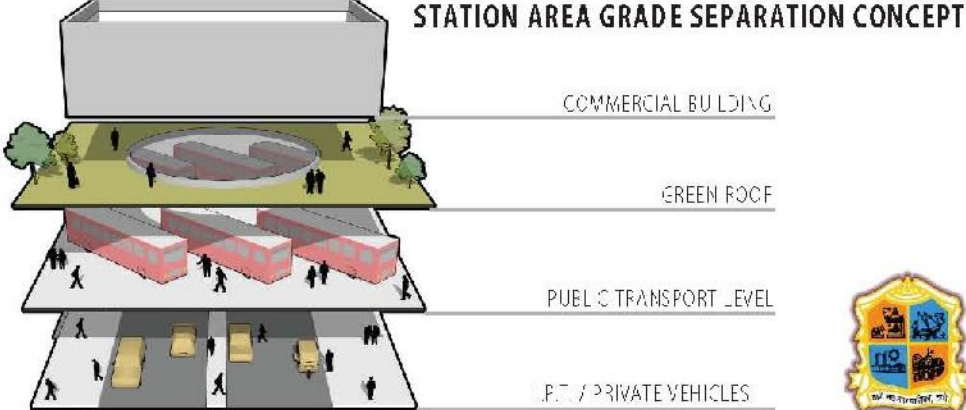 STATION AREA GRADE SEPARATION CONCEPT
COMMERCIAL BUILDING
GREEN ROOF
PUBLIC TRANSPORT LEVEL
I.P.T. / PRIVATE VEHICLES